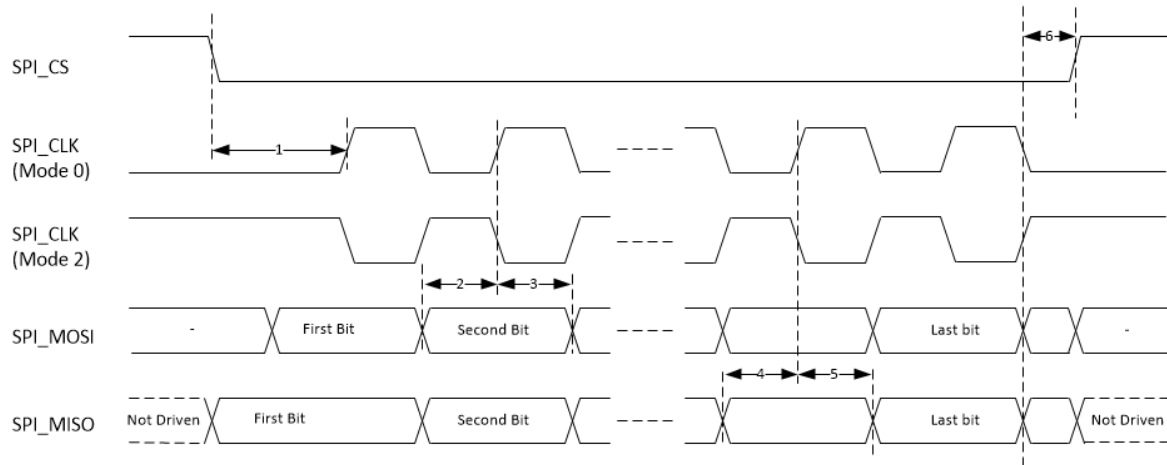 6
SPI_CS
1
SPI_CLK
(Mode 0)
SPI_CLK
(Mode 2)
2 3
SPI_MOSI - First Bit Second Bit Last bit -
4 5
SPI_MISO Not Driven First Bit Second Bit Last bit Not Driven